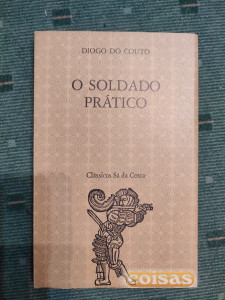 DIOGO DO COUTO
O SOLDADO
PRÁTICO
Clássicos Sá da Costa
coisas